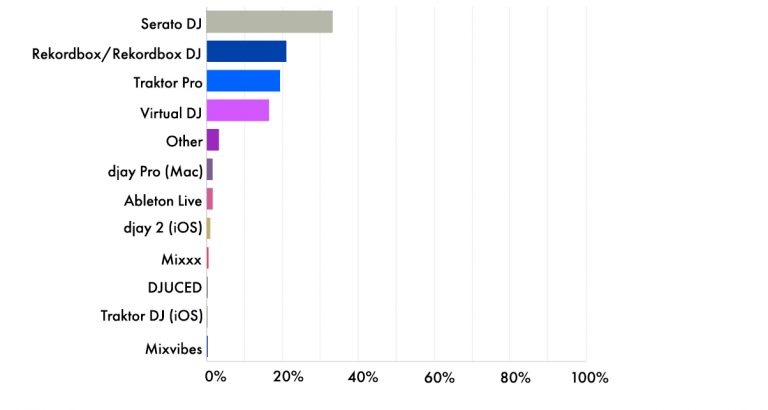 Serato DJ
Rekordbox/Rekordbox DJ
Traktor Pro
Virtual DJ
Other
djay Pro (Mac)
Ableton Live
djay 2 (iOS)
Mixxx
DJUCED
Traktor DJ (iOS)
Mixvibes
0% 20% 40% 60% 80% 100%